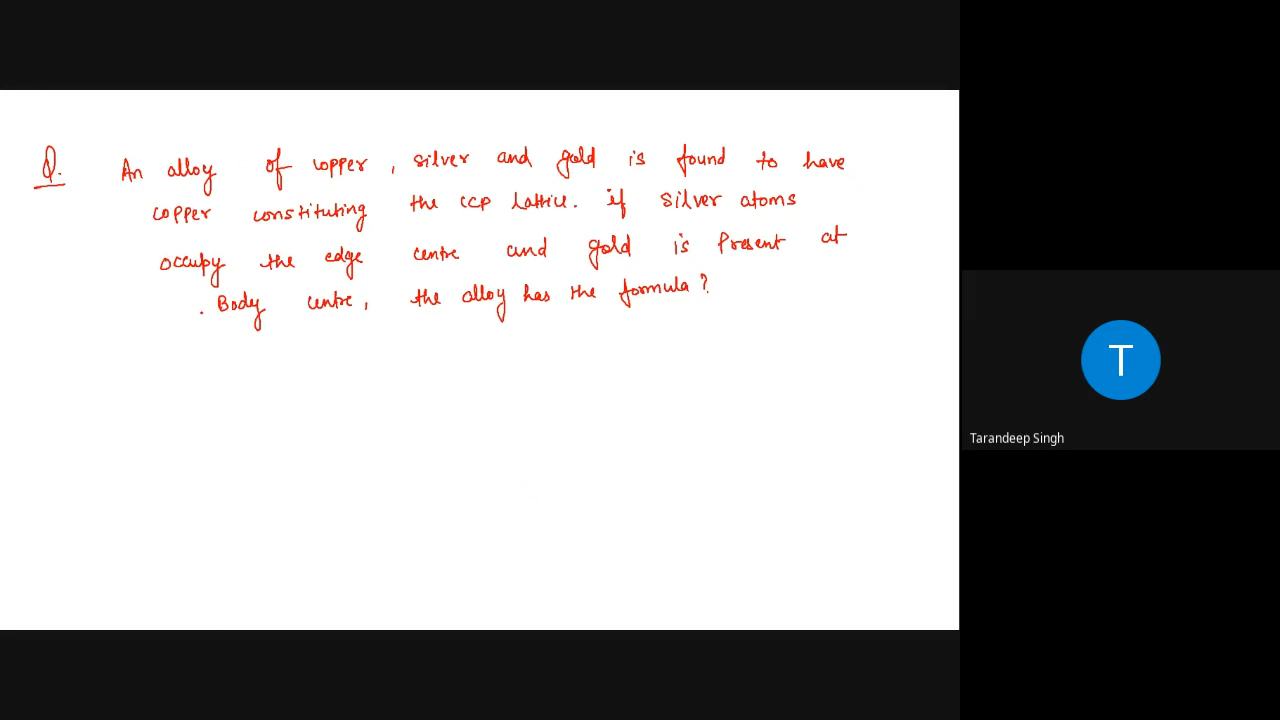 Q. An alloy of copper, silver and gold is found to have
copper constituting the ccp lattice. if silver atoms
occupy the edge centre and gold is Present at
. Body centre, the alloy has the formula?
T
Tarandeep Singh